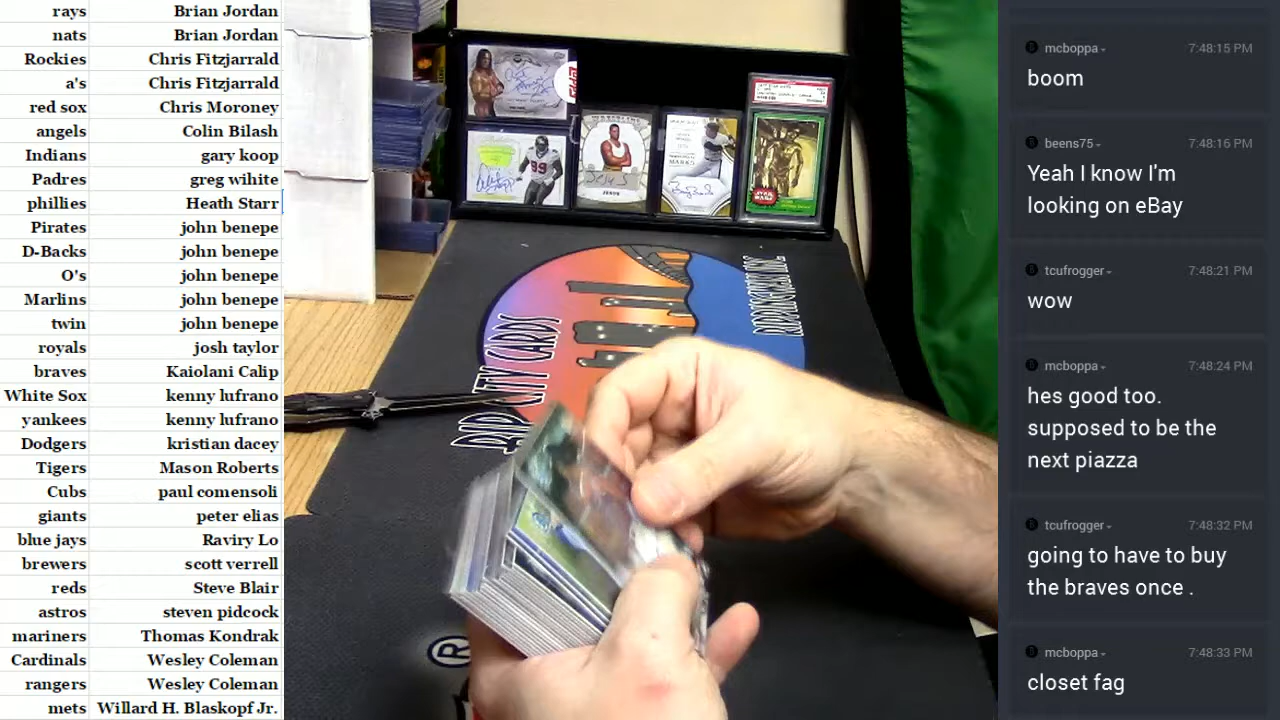 rays Brian Jordan
nats Brian Jordan
Rockies Chris Fitzjarrald
a's Chris Fitzjarrald
red sox Chris Moroney
angels Colin Bilash
Indians gary koop
Padres greg wihite
phillies Heath Starr
Pirates john benepe
D-Backs john benepe
O's john benepe
Marlins john benepe
twin john benepe
royals josh taylor
braves Kaiolani Calip
White Sox kenny lufrano
yankees kenny lufrano
Dodgers kristian dacey
Tigers Mason Roberts
Cubs paul comensoli
giants peter elias
blue jays Raviry Lo
brewers scott verrell
reds Steve Blair
astros steven pidcock
mariners Thomas Kondrak
Cardinals Wesley Coleman
rangers Wesley Coleman
mets Willard H. Blaskopf Jr.
STAR WARS
99
RIP CITY CARDS
®
mcboppa 7:48:15 PM
boom
beens75 7:48:16 PM
Yeah I know I'm
looking on eBay
tcufrogger 7:48:21 PM
wow
mcboppa 7:48:24 PM
hes good too.
supposed to be the
next piazza
tcufrogger 7:48:32 PM
going to have to buy
the braves once .
mcboppa 7:48:33 PM
closet fag